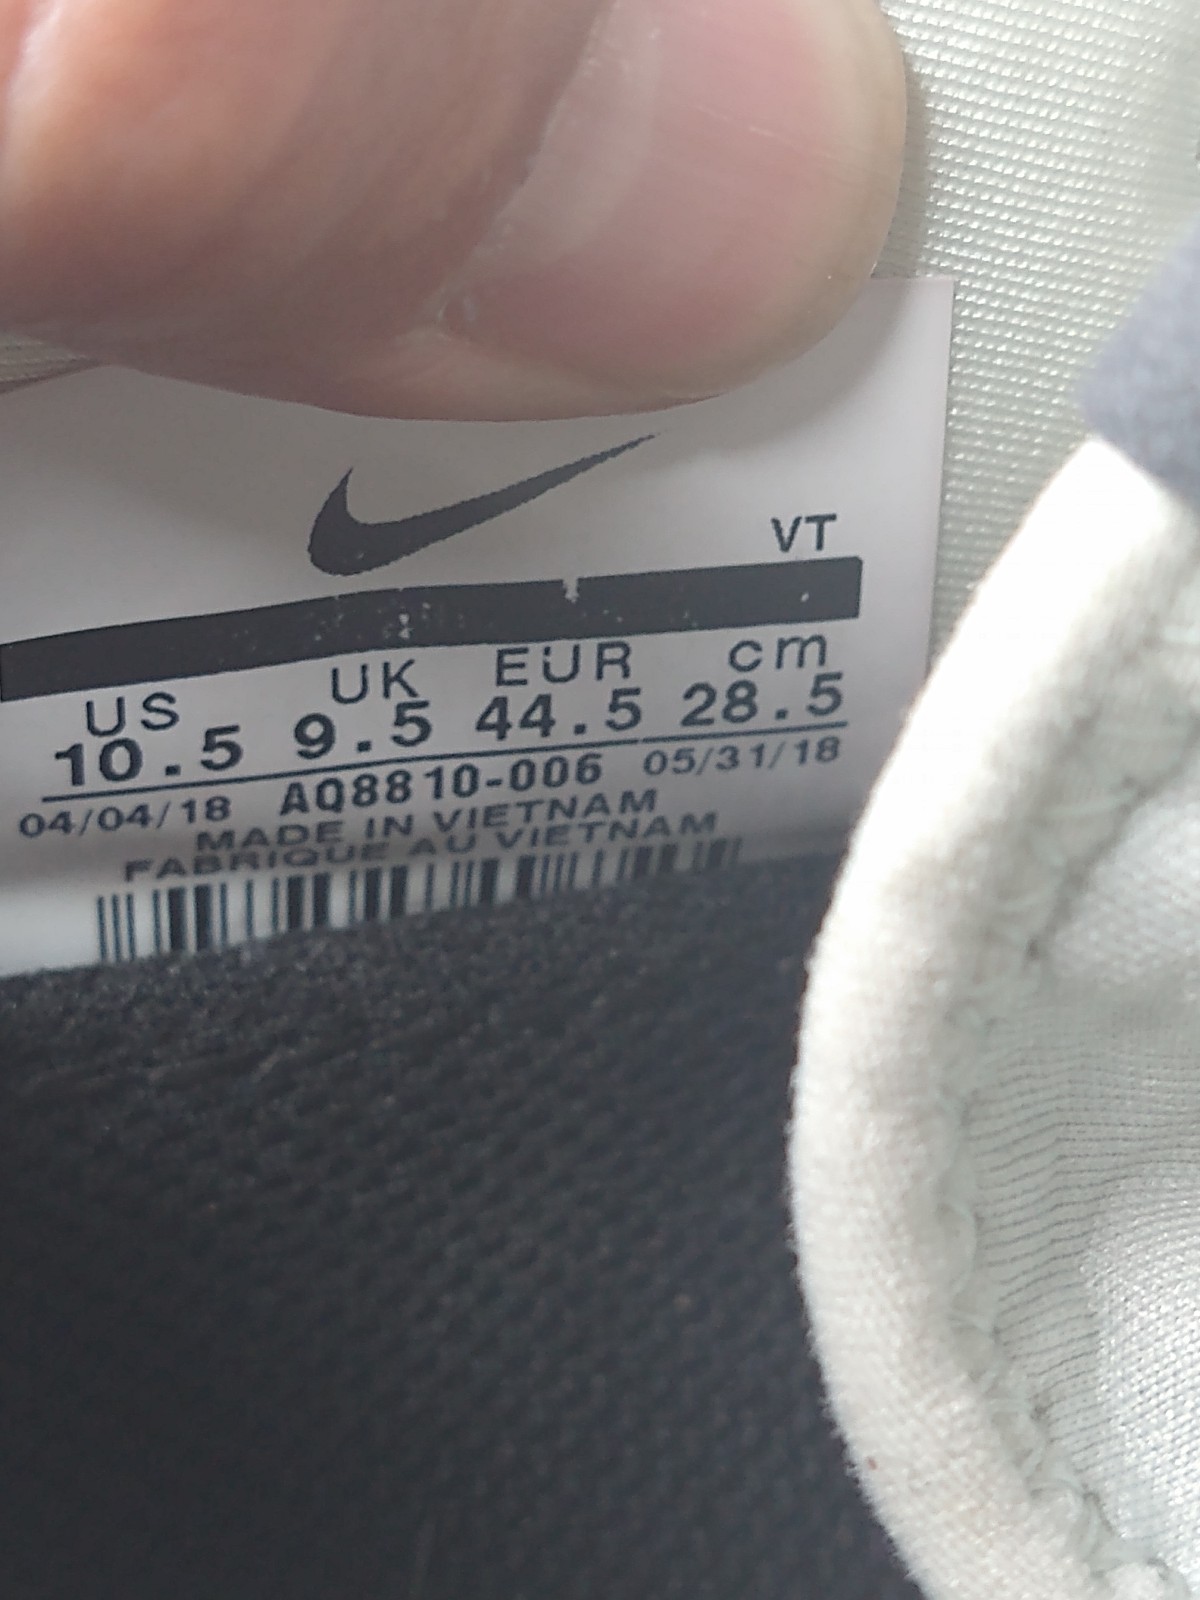 VT
US UK EUR cm
10.5 9.5 44.5 28.5
04/04/18 AQ8810-006 05/31/18
MADE IN VIETNAM
FABRIQUE AU VIETNAM